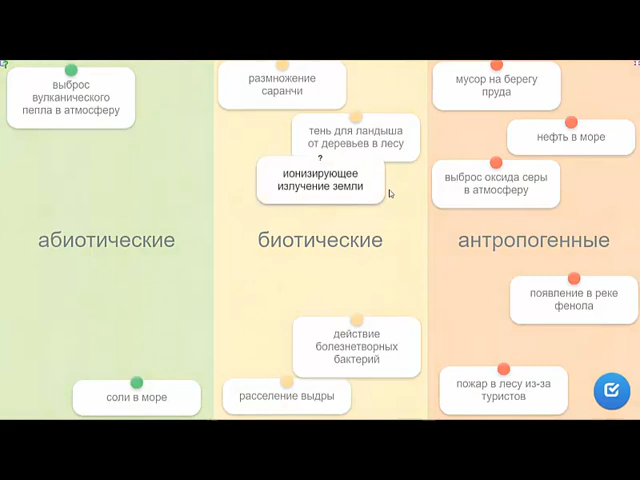 выброс
вулканического
пепла в атмосферу
размножение
саранчи
мусор на берегу
пруда
тень для ландыша
от деревьев в лесу
нефть в море
?
ионизирующее
излучение земли
выброс оксида серы
в атмосферу
абиотические
биотические
антропогенные
появление в реке
фенола
действие
болезнетворных
бактерий
соли в море
расселение выдры
пожар в лесу из-за
туристов